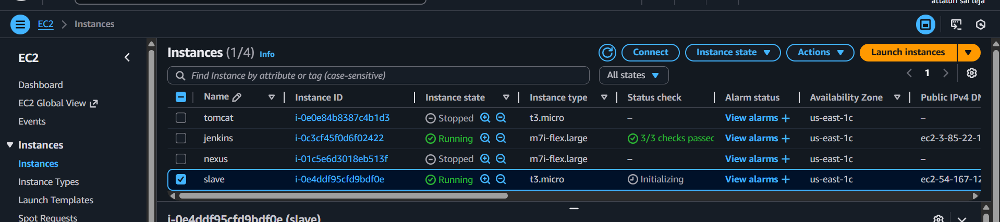 attaluri sai teja
EC2 > Instances
EC2
Dashboard
EC2 Global View
Events
Instances
Instances
Instance Types
Launch Templates
Spot Requests
Instances (1/4) Info
Connect
Instance state
Actions
Launch instances
Find Instance by attribute or tag (case-sensitive)
All states
1
Name Instance ID Instance state Instance type Status check Alarm status Availability Zone Public IPv4 DN
tomcat i-0e0e84b8387c4b1d3 Stopped t3.micro – View alarms + us-east-1c –
jenkins i-0c3cf45f0d6f02422 Running m7i-flex.large 3/3 checks passed View alarms + us-east-1c ec2-3-85-22-1
nexus i-01c5e6d3018eb513f Stopped m7i-flex.large – View alarms + us-east-1c –
slave i-0e4ddf95cfd9bdf0e Running t3.micro Initializing View alarms + us-east-1c ec2-54-167-12
i-0e4ddf95cfd9bdf0e (slave)